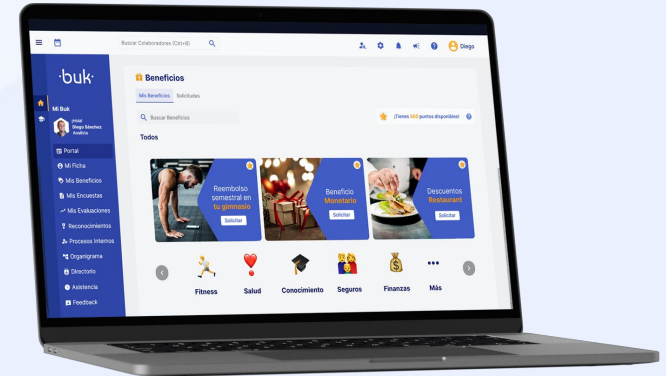 Buscar Colaboradores (Ctrl+B)
Diego
·buk·
Mi Buk
¡Hola!
Diego Sánchez
Analista
Portal
Mi Ficha
Mis Beneficios
Mis Encuestas
Mis Evaluaciones
Reconocimientos
Procesos Internos
Organigrama
Directorio
Asistencia
Feedback
Beneficios
Mis Beneficios Solicitudes
Buscar Beneficios
¡Tienes 500 puntos disponibles!
Todos
Reembolso
semestral en
tu gimnasio
Solicitar
Beneficio
Monetario
Solicitar
Descuentos
Restaurant
Solicitar
Fitness
Salud
Conocimiento
Seguros
Finanzas
Más